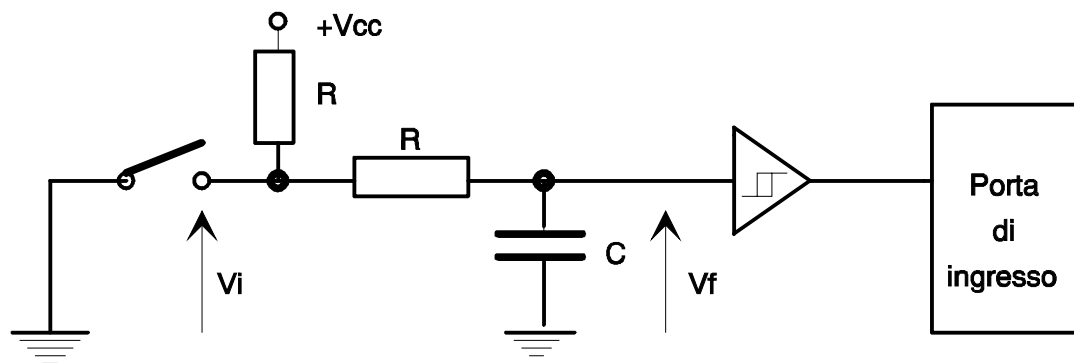 +Vcc
R
R
Vi
C
Vf
Porta
di
ingresso